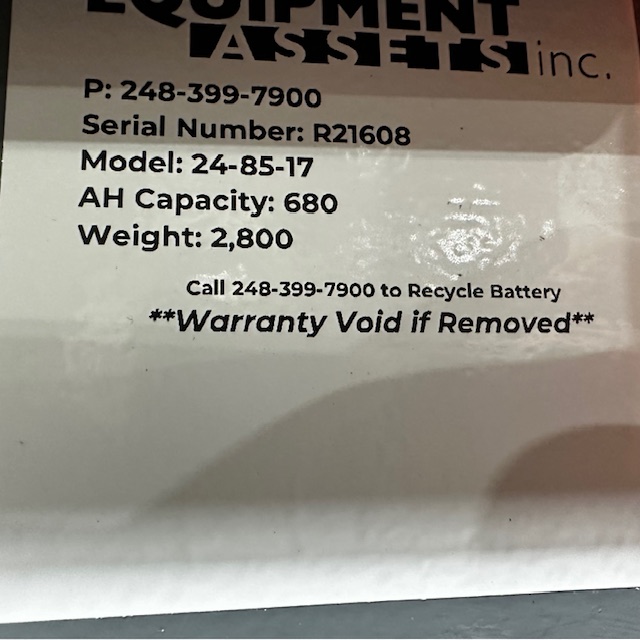 EQUIPMENT
ASSETS inc.
P: 248-399-7900
Serial Number: R21608
Model: 24-85-17
AH Capacity: 680
Weight: 2,800
Call 248-399-7900 to Recycle Battery
**Warranty Void if Removed**